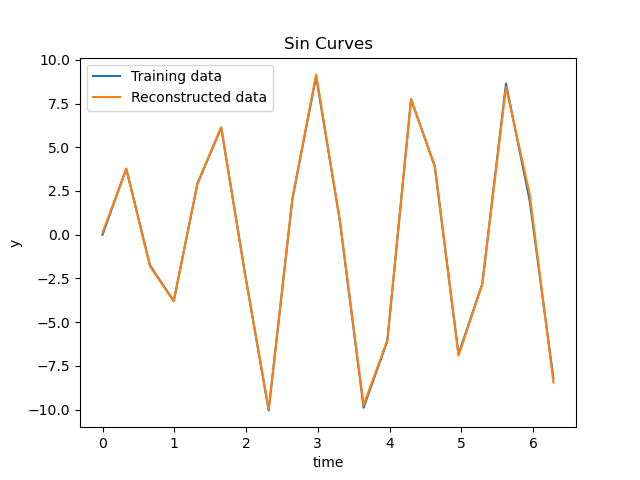 Sin Curves
Training data
Reconstructed data
10.0
7.5
5.0
2.5
0.0
−2.5
−5.0
−7.5
−10.0
y
0 1 2 3 4 5 6
time